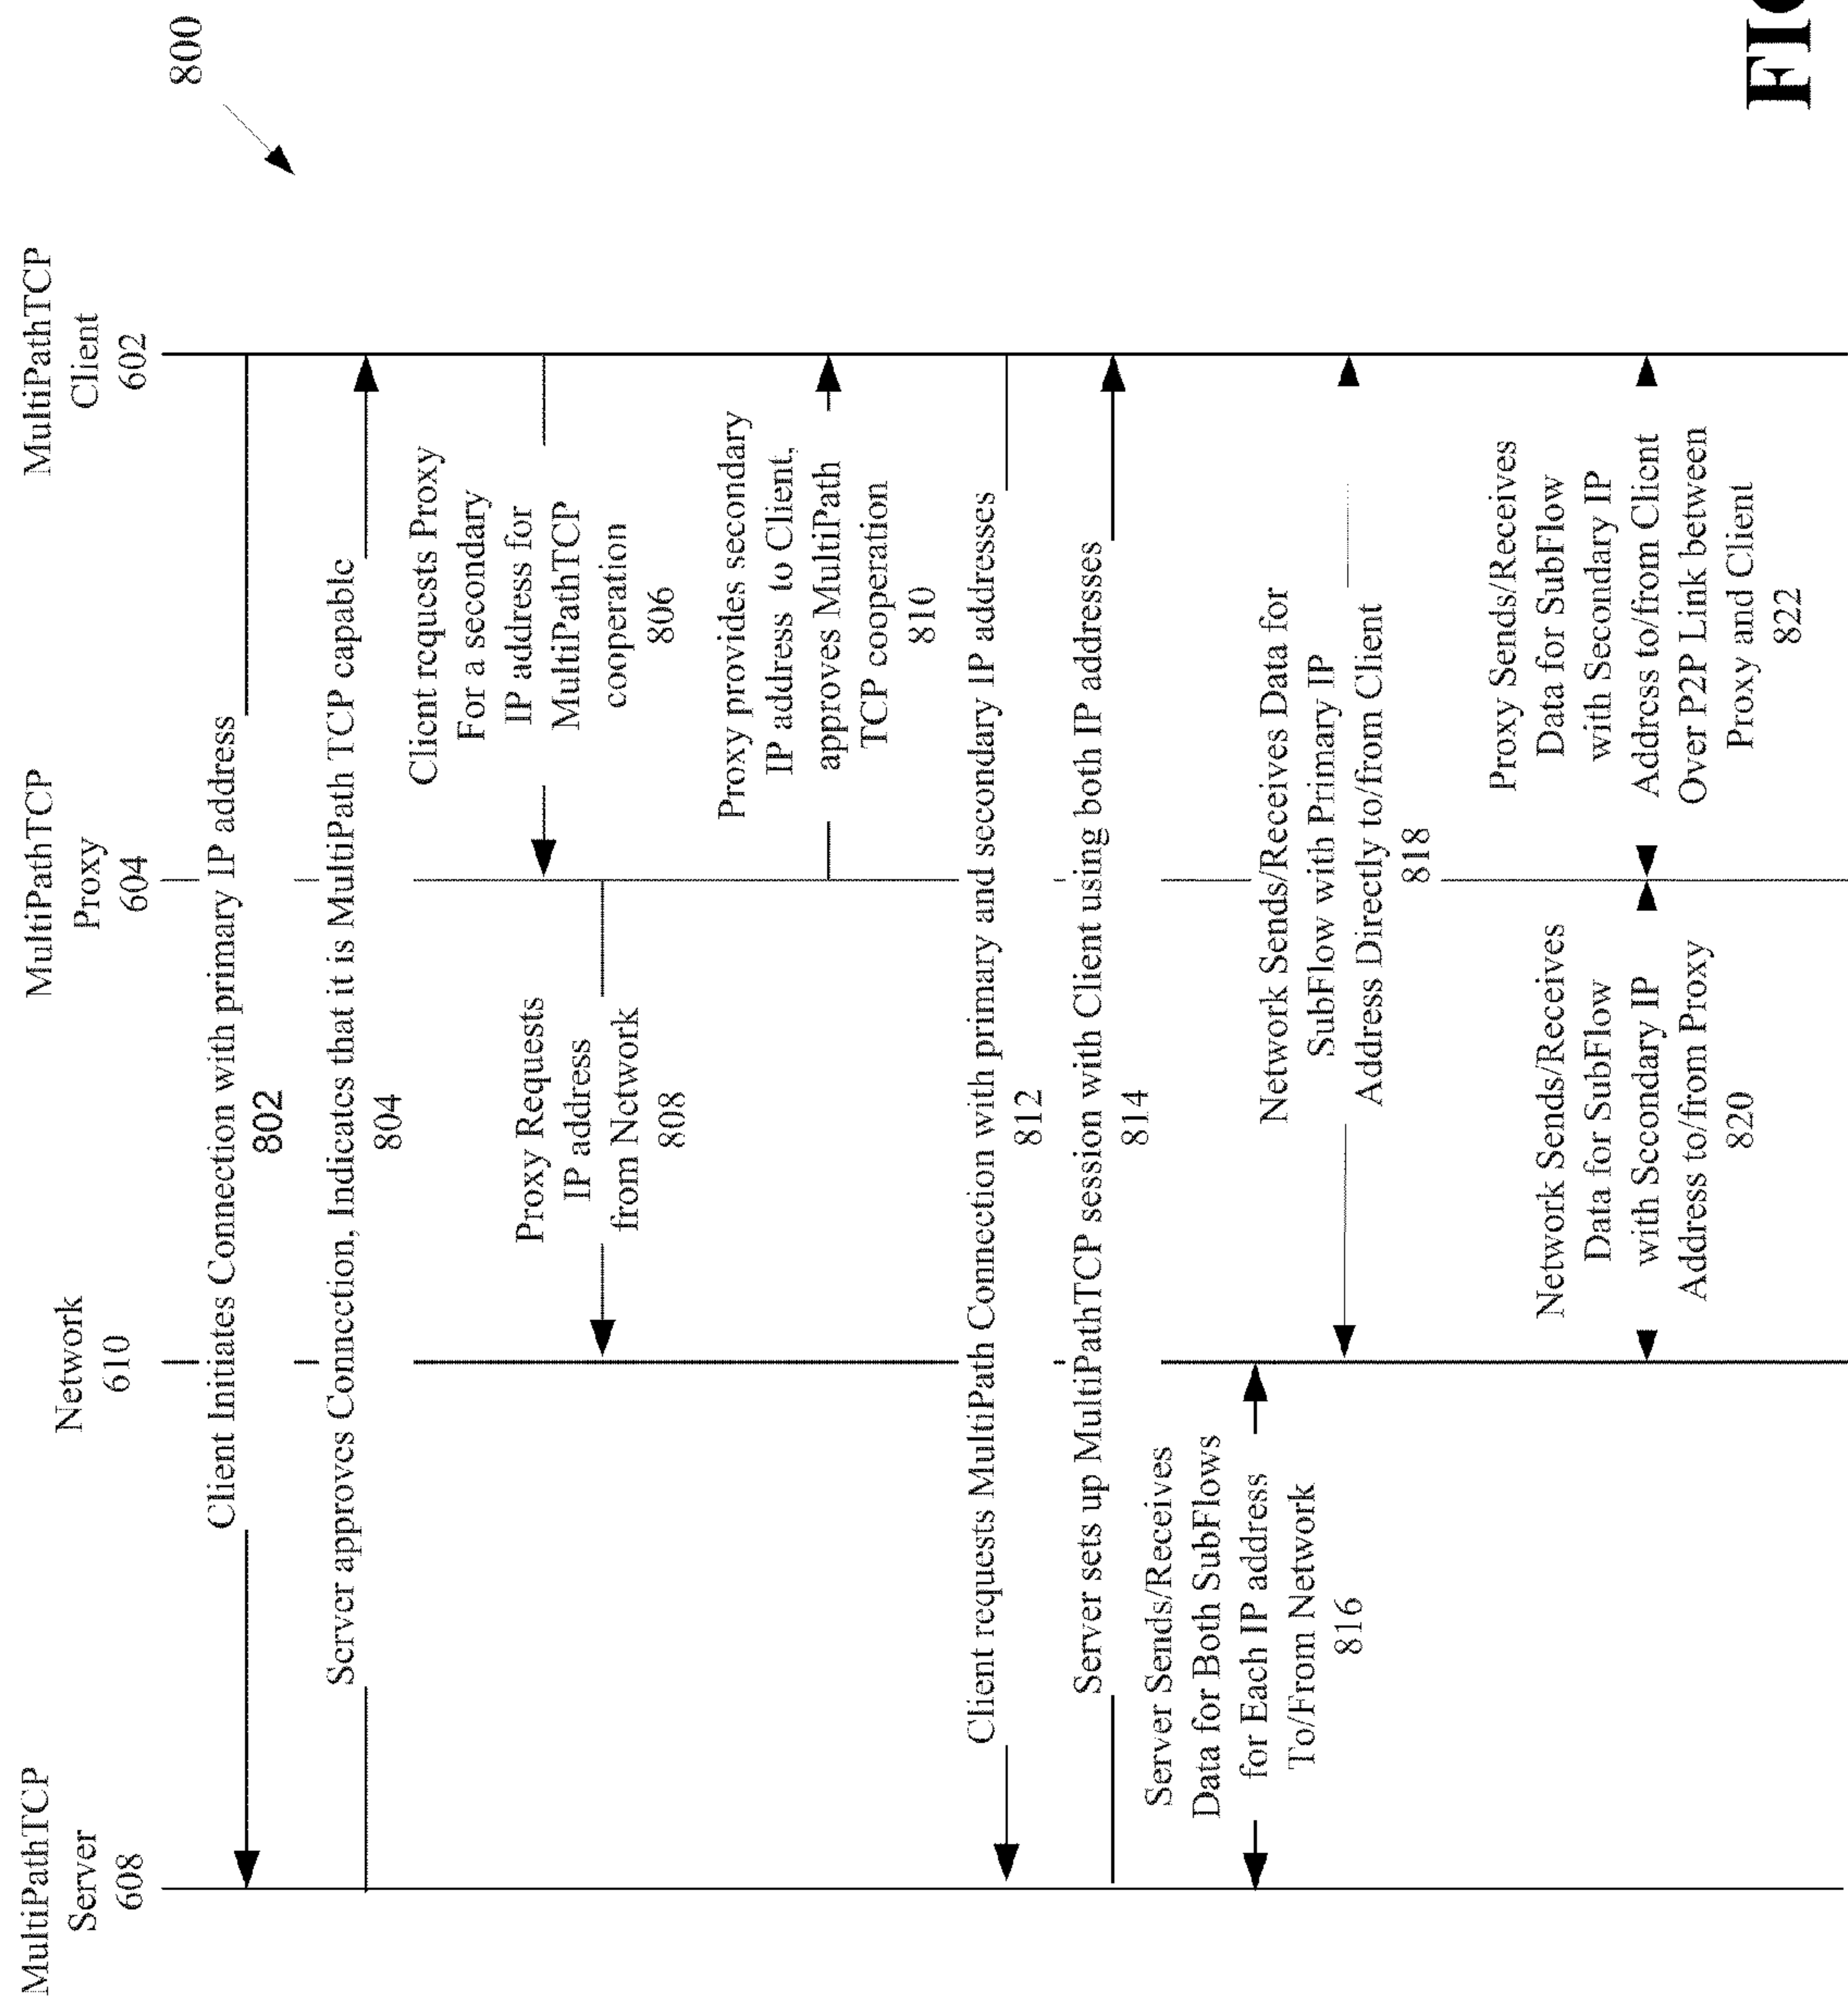 800
MultiPathTCP
Server
608
Network
610
MultiPathTCP
Proxy
604
MultiPathTCP
Client
602
Client Initiates Connection with primary IP address
802
Server approves Connection, Indicates that it is MultiPath TCP capable
804
Client requests Proxy
For a secondary
IP address for
MultiPathTCP
cooperation
806
Proxy Requests
IP address
from Network
808
Proxy provides secondary
IP address to Client,
approves MultiPath
TCP cooperation
810
Client requests MultiPath Connection with primary and secondary IP addresses
812
Server sets up MultiPathTCP session with Client using both IP addresses
814
Server Sends/Receives
Data for Both SubFlows
for Each IP address
To/From Network
816
Network Sends/Receives Data for
SubFlow with Primary IP
Address Directly to/from Client
818
Network Sends/Receives
Data for SubFlow
with Secondary IP
Address to/from Proxy
820
Proxy Sends/Receives
Data for SubFlow
with Secondary IP
Address to/from Client
Over P2P Link between
Proxy and Client
822